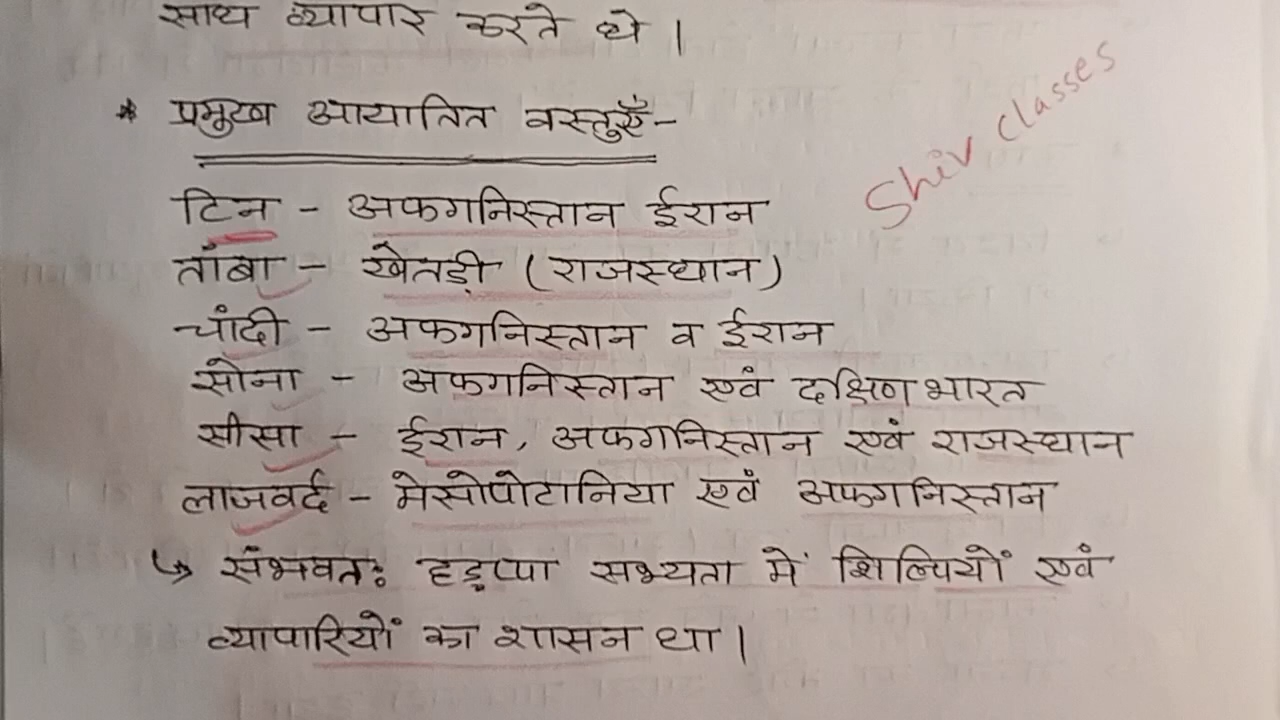 साथ व्यापार करते थे।
* प्रमुख आयातित वस्तुएँ-
Shiv classes
टिन - अफगनिस्तान ईरान
तांबा - खेतड़ी (राजस्थान)
चांदी - अफगनिस्तान व ईरान
सोना - अफगनिस्तान एवं दक्षिण भारत
सीसा - ईरान, अफगनिस्तान एवं राजस्थान
लाजवर्द - मेसोपोटानिया एवं अफगनिस्तान
↳ संभवतः हड़प्पा सभ्यता में शिल्पियों एवं
व्यापारियों का शासन था।